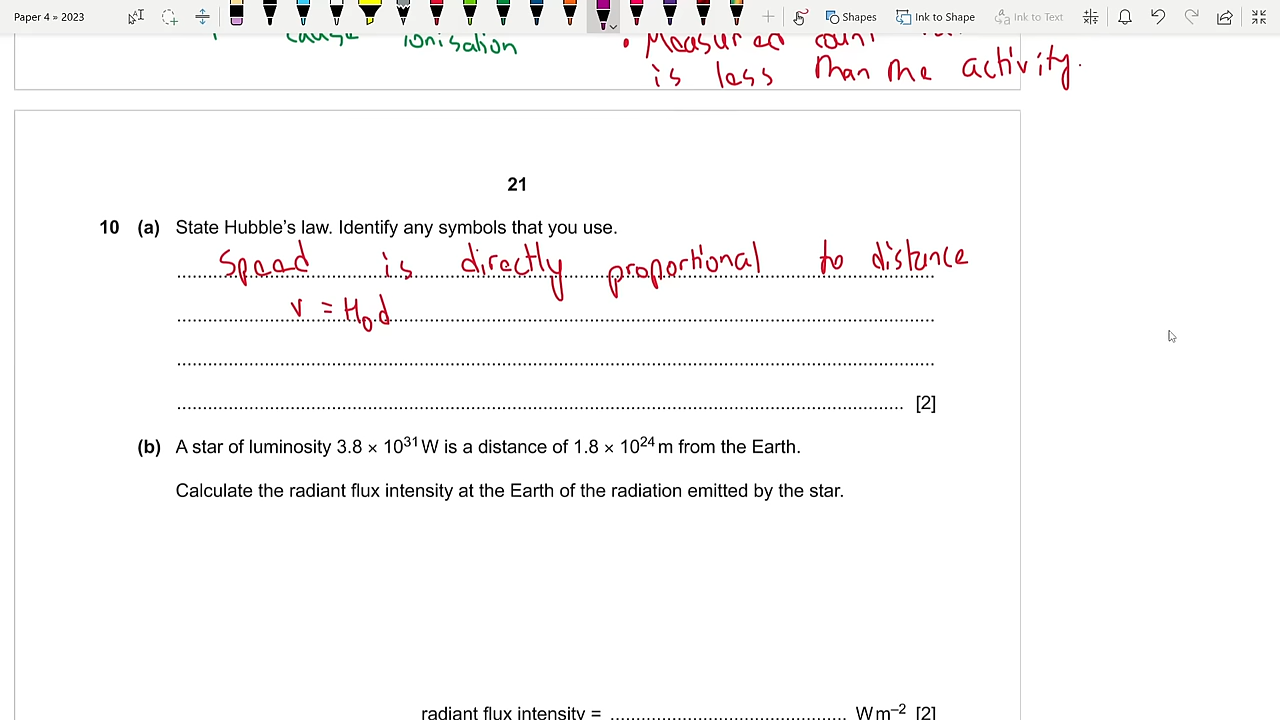 Paper 4 » 2023
Shapes
Ink to Shape
Ink to Text
cause ionisation
• Measured count
is less than the activity.
21
10 (a) State Hubble's law. Identify any symbols that you use.
Speed is directly proportional to distance
v = H₀d
[2]
(b) A star of luminosity 3.8 × 10³¹ W is a distance of 1.8 × 10²⁴ m from the Earth.
Calculate the radiant flux intensity at the Earth of the radiation emitted by the star.
radiant flux intensity = ............................................... W m⁻² [2]